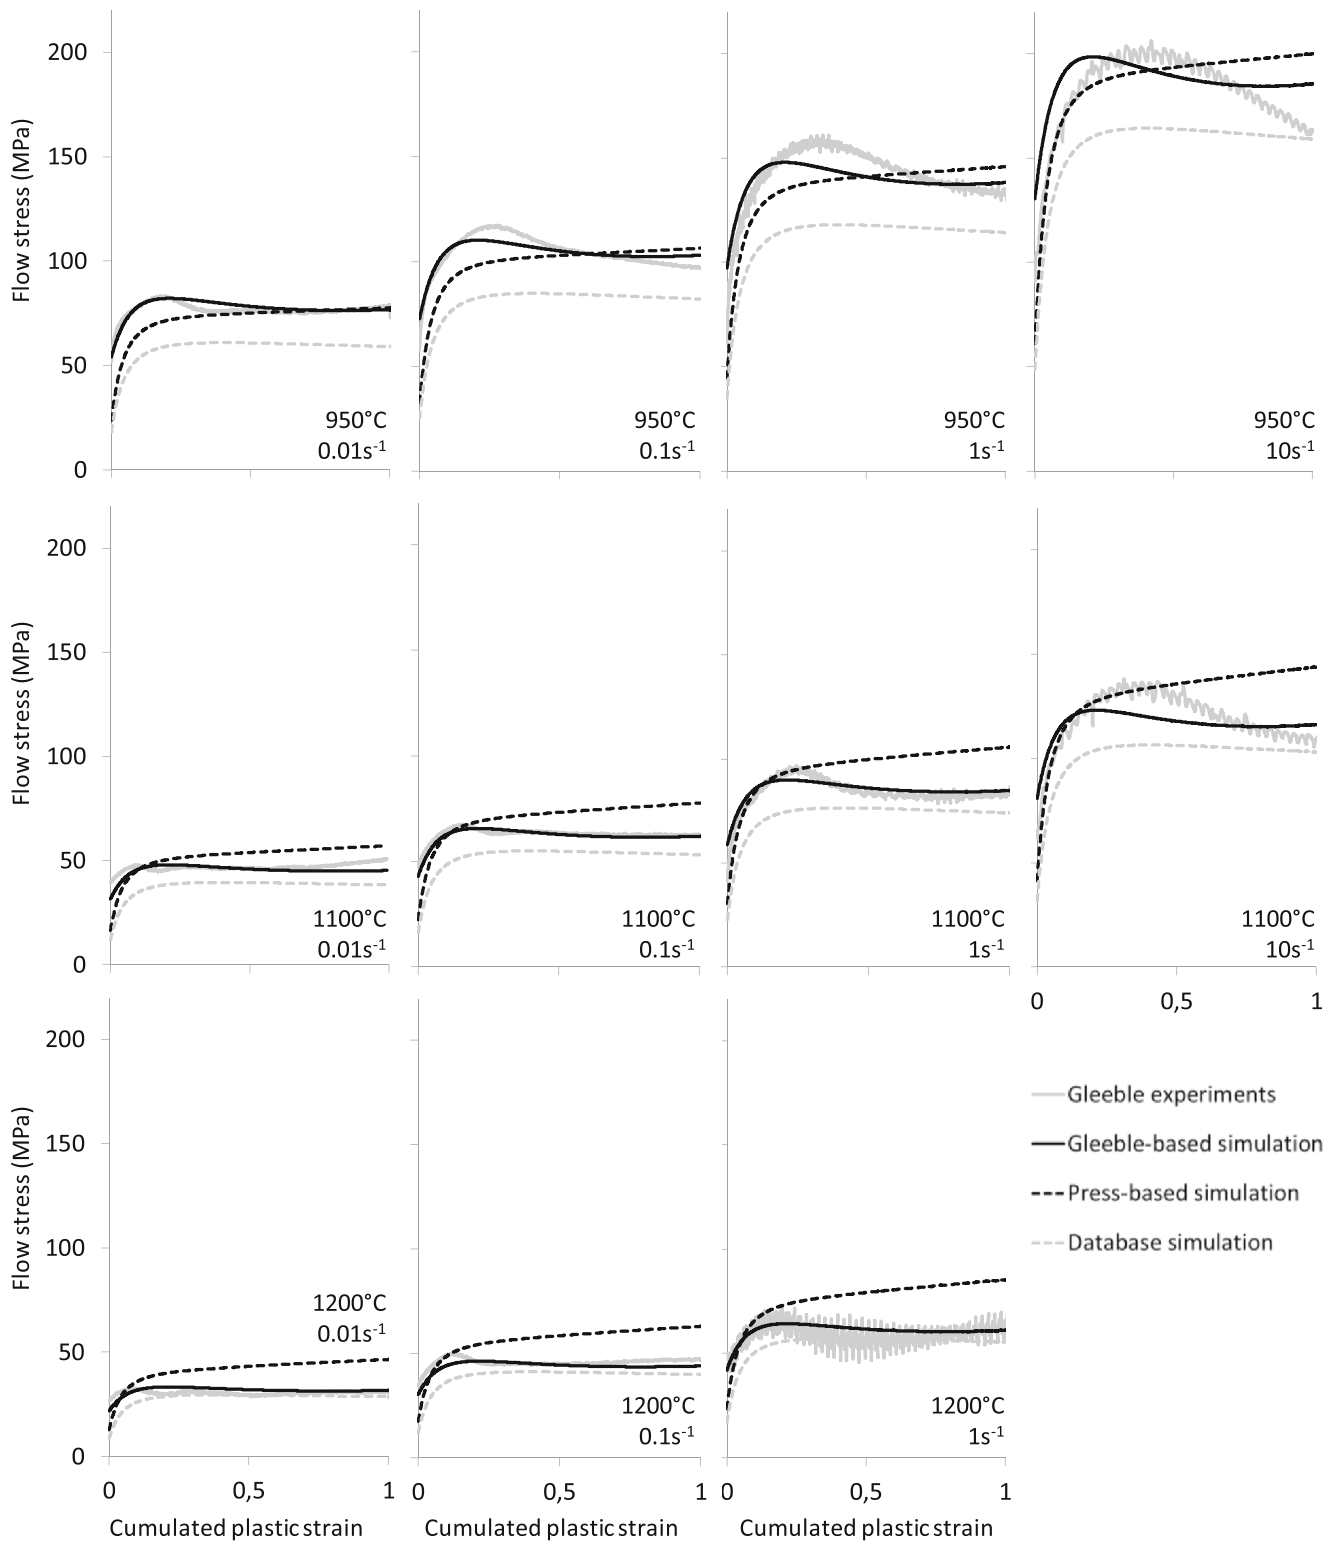 Flow stress (MPa)
200
150
100
50
0
950°C
0.01s⁻¹
950°C
0.1s⁻¹
950°C
1s⁻¹
950°C
10s⁻¹
Flow stress (MPa)
200
150
100
50
0
1100°C
0.01s⁻¹
1100°C
0.1s⁻¹
1100°C
1s⁻¹
1100°C
10s⁻¹
0 0,5 1
Flow stress (MPa)
200
150
100
50
0
1200°C
0.01s⁻¹
1200°C
0.1s⁻¹
1200°C
1s⁻¹
Gleeble experiments
Gleeble-based simulation
Press-based simulation
Database simulation
0 0,5 1
0 0,5 1
0 0,5 1
Cumulated plastic strain
Cumulated plastic strain
Cumulated plastic strain